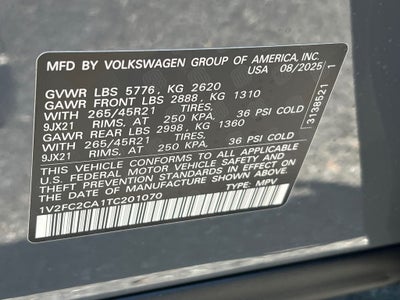 MFD BY VOLKSWAGEN GROUP OF AMERICA, INC.
USA 08/2025
GVWR LBS 5776, KG 2620
GAWR FRONT LBS 2888, KG 1310
WITH 265/45R21 TIRES,
9JX21 RIMS, AT 250 KPA, 36 PSI COLD
GAWR REAR LBS 2998, KG 1360
WITH 265/45R21 TIRES,
9JX21 RIMS, AT 250 KPA, 36 PSI COLD
THIS VEHICLE CONFORMS TO ALL APPLICABLE
U.S. FEDERAL MOTOR VEHICLE SAFETY AND
THEFT PREVENTION STANDARDS IN EFFECT ON
THE DATE OF MANUFACTURE SHOWN ABOVE.
1V2FC2CA1TC201070 TYPE: MPV
3138521 1